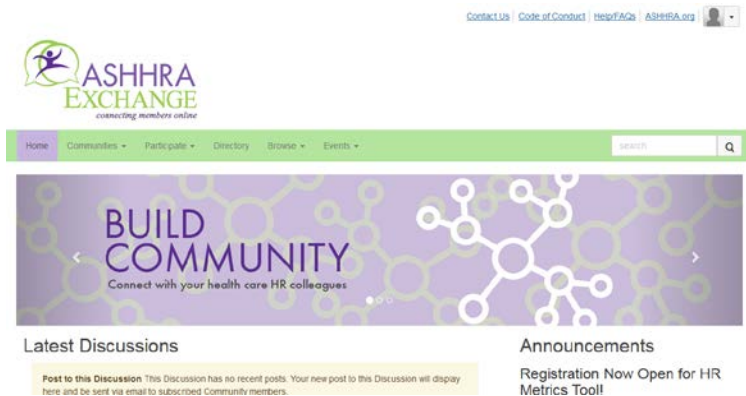 Contact Us Code of Conduct Help/FAQs ASHHRA.org
ASHHRA
EXCHANGE
connecting members online
Home Communities Participate Directory Browse Events search
BUILD
COMMUNITY
Connect with your health care HR colleagues
Latest Discussions
Announcements
Post to this Discussion This Discussion has no recent posts. Your new post to this Discussion will display
here and be sent via email to subscribed Community members.
Registration Now Open for HR
Metrics Tool!